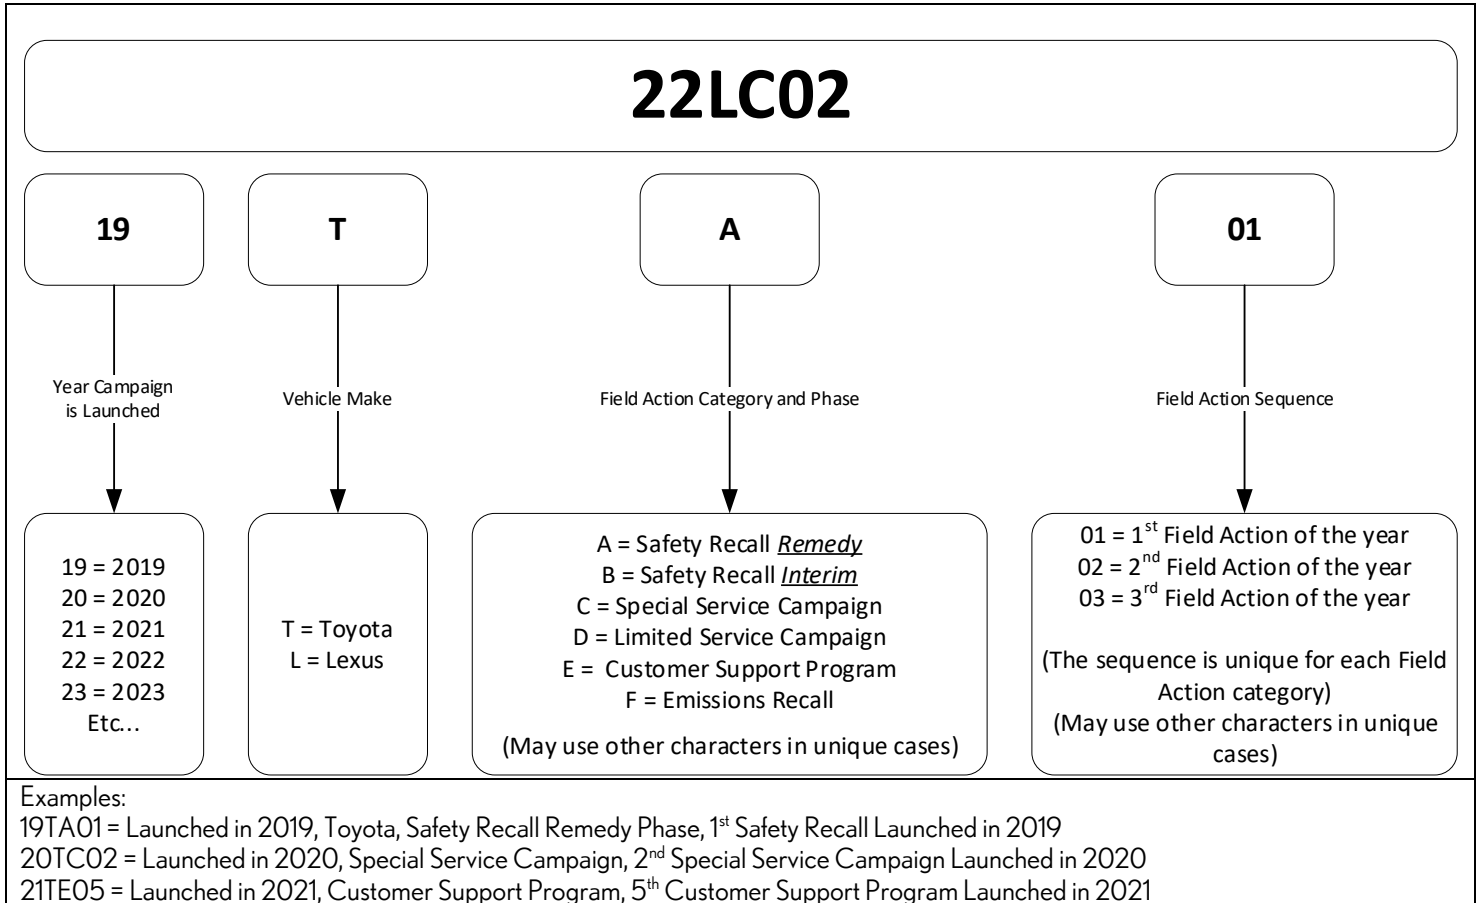 22LC02
19
T
A
01
Year Campaign
is Launched
Vehicle Make
Field Action Category and Phase
Field Action Sequence
19 = 2019
20 = 2020
21 = 2021
22 = 2022
23 = 2023
Etc...
T = Toyota
L = Lexus
A = Safety Recall Remedy
B = Safety Recall Interim
C = Special Service Campaign
D = Limited Service Campaign
E = Customer Support Program
F = Emissions Recall
(May use other characters in unique cases)
01 = 1st Field Action of the year
02 = 2nd Field Action of the year
03 = 3rd Field Action of the year
(The sequence is unique for each Field
Action category)
(May use other characters in unique
cases)
Examples:
19TA01 = Launched in 2019, Toyota, Safety Recall Remedy Phase, 1st Safety Recall Launched in 2019
20TC02 = Launched in 2020, Special Service Campaign, 2nd Special Service Campaign Launched in 2020
21TE05 = Launched in 2021, Customer Support Program, 5th Customer Support Program Launched in 2021